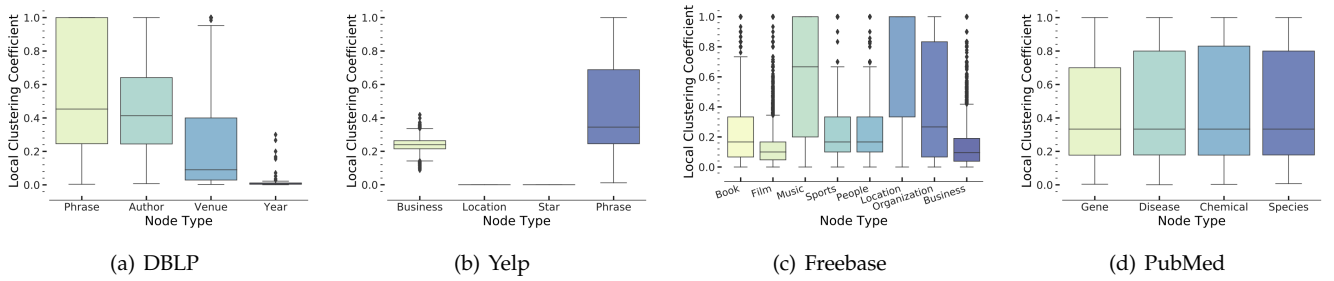 Local Clustering Coefficient
1.0
0.8
0.6
0.4
0.2
0.0
Phrase Author Venue Year
Node Type
(a) DBLP
Local Clustering Coefficient
1.0
0.8
0.6
0.4
0.2
0.0
Business Location Star Phrase
Node Type
(b) Yelp
Local Clustering Coefficient
1.0
0.8
0.6
0.4
0.2
0.0
Book Film Music Sports People Location Organization Business
Node Type
(c) Freebase
Local Clustering Coefficient
1.0
0.8
0.6
0.4
0.2
0.0
Gene Disease Chemical Species
Node Type
(d) PubMed